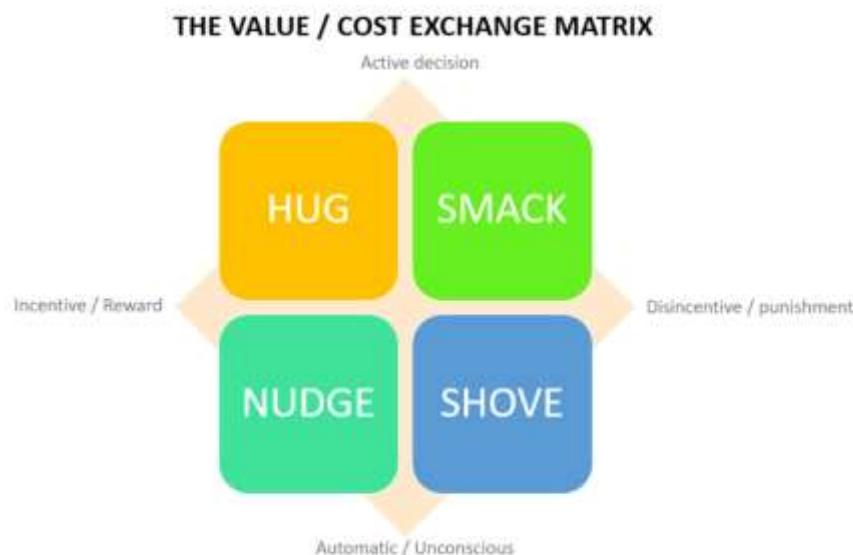 THE VALUE / COST EXCHANGE MATRIX
Active decision
HUG
SMACK
Incentive / Reward
Disincentive / punishment
NUDGE
SHOVE
Automatic / Unconscious